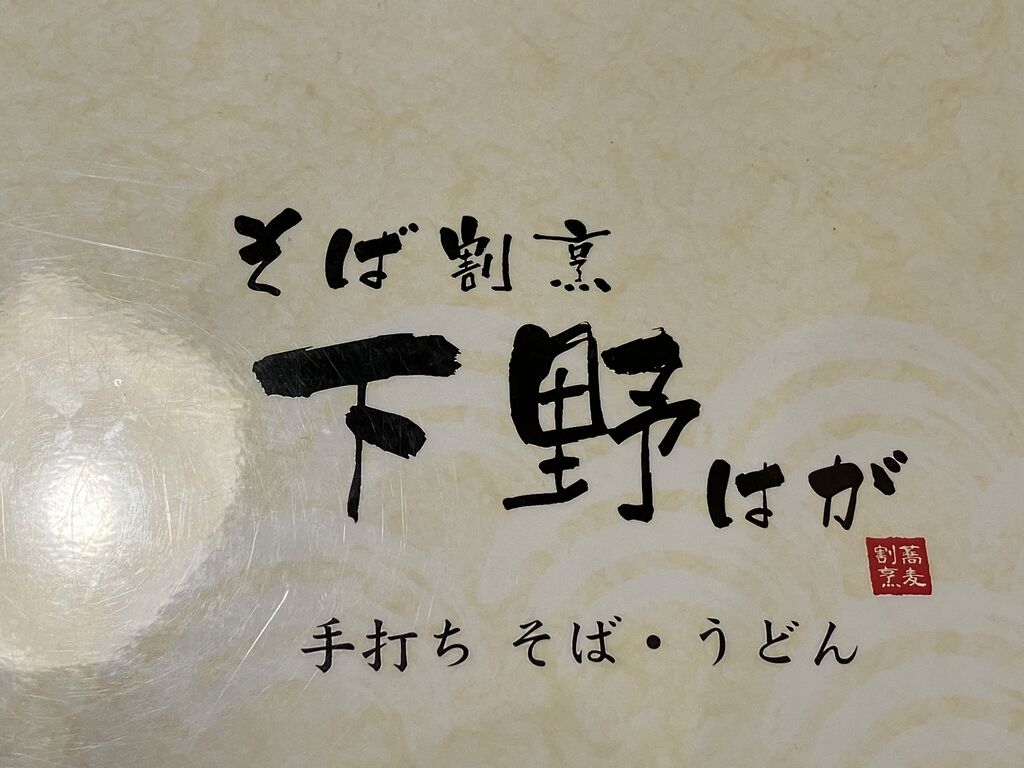 そば割烹
下野はが
蕎麦
割烹
手打ち そば・うどん